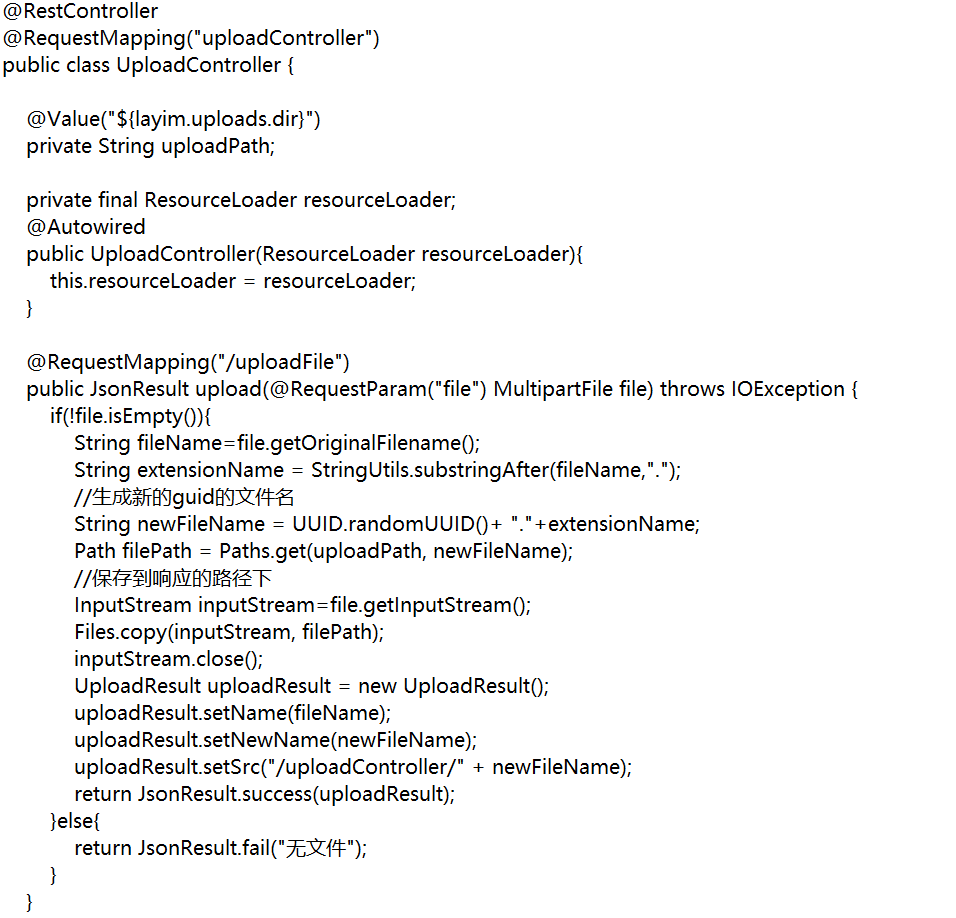 @RestController
@RequestMapping("uploadController")
public class UploadController {
@Value("${layim.uploads.dir}")
private String uploadPath;
private final ResourceLoader resourceLoader;
@Autowired
public UploadController(ResourceLoader resourceLoader){
this.resourceLoader = resourceLoader;
}
@RequestMapping("/uploadFile")
public JsonResult upload(@RequestParam("file") MultipartFile file) throws IOException {
if(!file.isEmpty()){
String fileName=file.getOriginalFilename();
String extensionName = StringUtils.substringAfter(fileName,".");
//生成新的guid的文件名
String newFileName = UUID.randomUUID()+ "."+extensionName;
Path filePath = Paths.get(uploadPath, newFileName);
//保存到响应的路径下
InputStream inputStream=file.getInputStream();
Files.copy(inputStream, filePath);
inputStream.close();
UploadResult uploadResult = new UploadResult();
uploadResult.setName(fileName);
uploadResult.setNewName(newFileName);
uploadResult.setSrc("/uploadController/" + newFileName);
return JsonResult.success(uploadResult);
}else{
return JsonResult.fail("无文件");
}
}